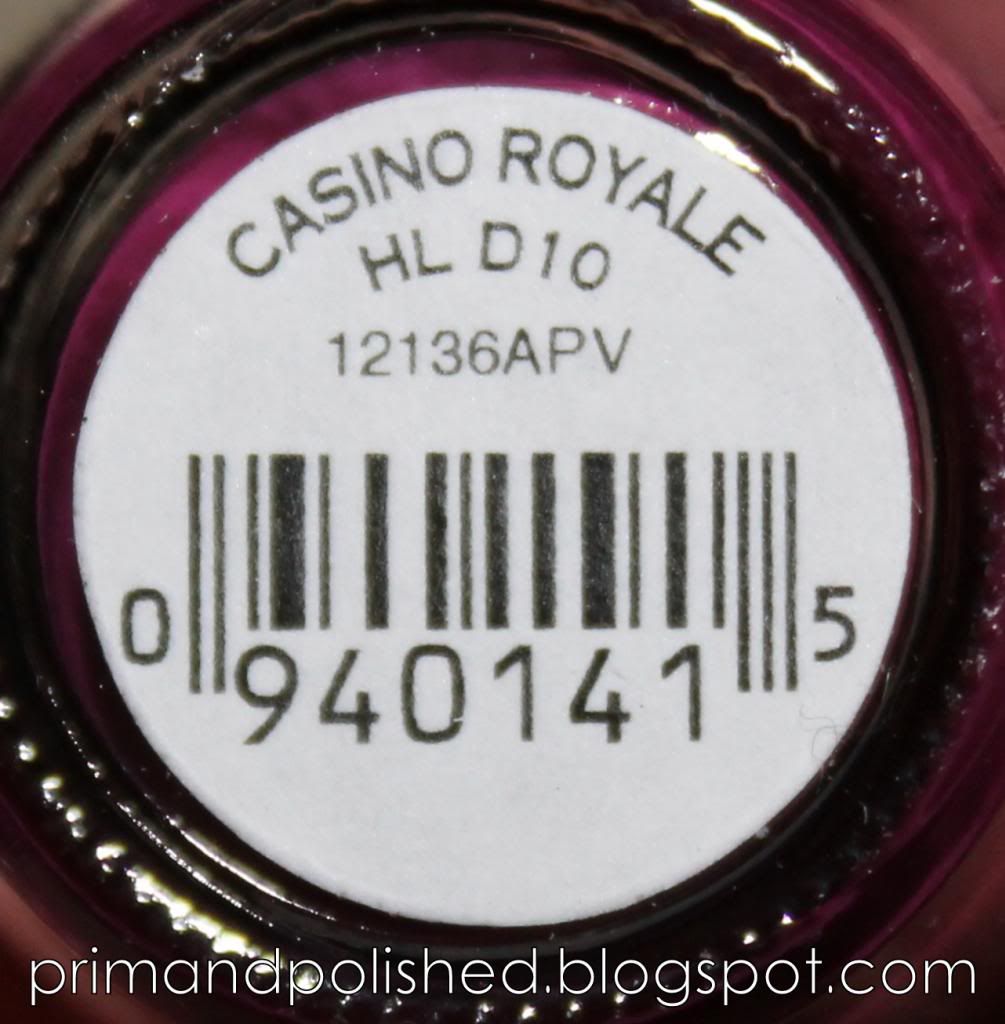 CASINO ROYALE
HL D10
12136APV
0 940141 5
primandpolished.blogspot.com